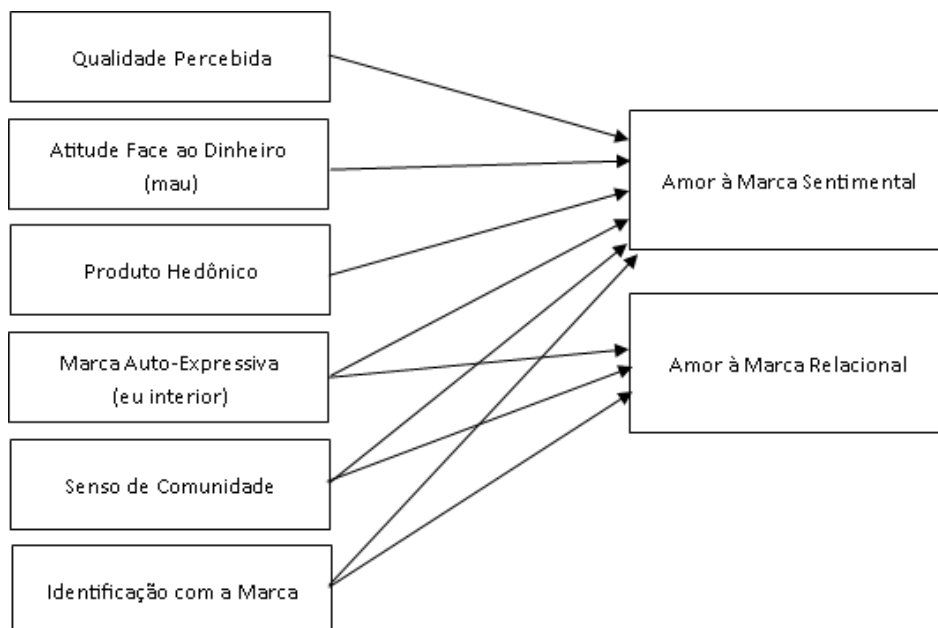 Qualidade Percebida
Atitude Face ao Dinheiro
(mau)
Produto Hedônico
Marca Auto-Expressiva
(eu interior)
Senso de Comunidade
Identificação com a Marca
Amor à Marca Sentimental
Amor à Marca Relacional